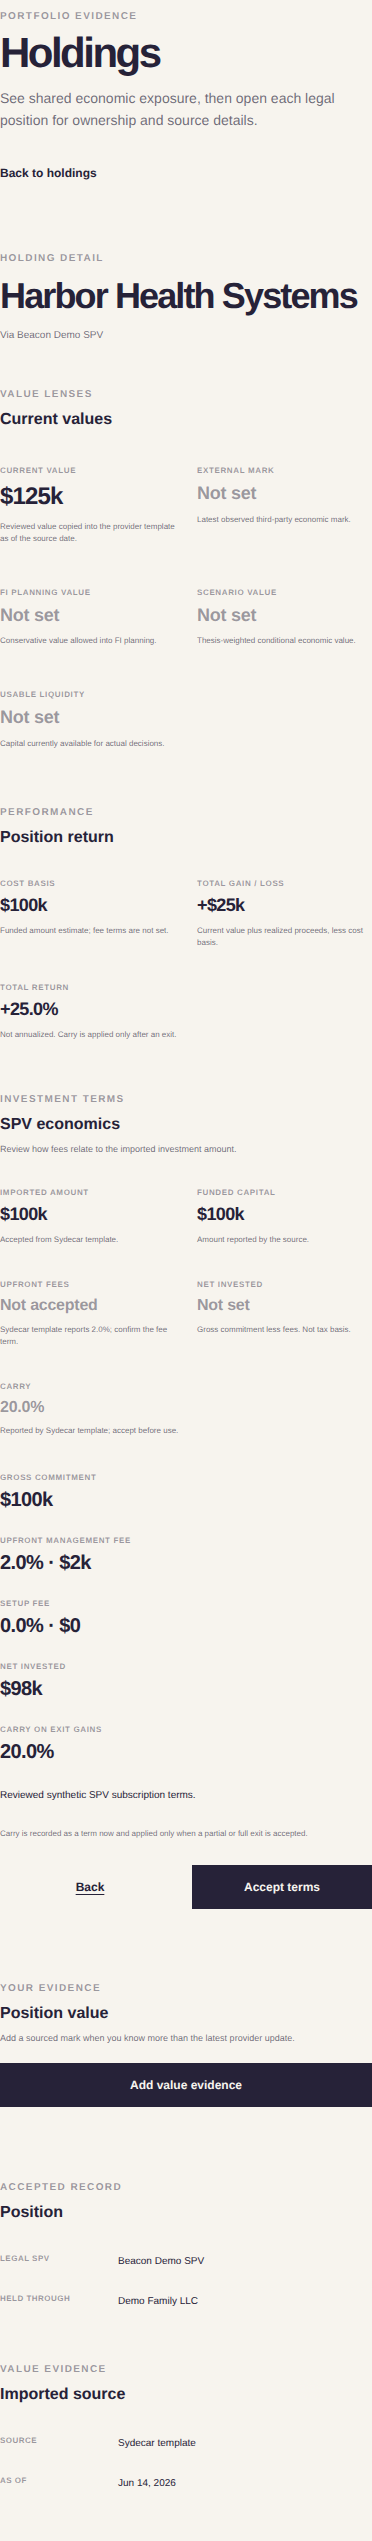 PORTFOLIO EVIDENCE
Holdings
See shared economic exposure, then open each legal
position for ownership and source details.
Back to holdings
HOLDING DETAIL
Harbor Health Systems
Via Beacon Demo SPV
VALUE LENSES
Current values
CURRENT VALUE
$125k
Reviewed value copied into the provider template
as of the source date.
EXTERNAL MARK
Not set
Latest observed third-party economic mark.
FI PLANNING VALUE
Not set
Conservative value allowed into FI planning.
SCENARIO VALUE
Not set
Thesis-weighted conditional economic value.
USABLE LIQUIDITY
Not set
Capital currently available for actual decisions.
PERFORMANCE
Position return
COST BASIS
$100k
Funded amount estimate; fee terms are not set.
TOTAL GAIN / LOSS
+$25k
Current value plus realized proceeds, less cost
basis.
TOTAL RETURN
+25.0%
Not annualized. Carry is applied only after an exit.
INVESTMENT TERMS
SPV economics
Review how fees relate to the imported investment amount.
IMPORTED AMOUNT
$100k
Accepted from Sydecar template.
FUNDED CAPITAL
$100k
Amount reported by the source.
UPFRONT FEES
Not accepted
Sydecar template reports 2.0%; confirm the fee
term.
NET INVESTED
Not set
Gross commitment less fees. Not tax basis.
CARRY
20.0%
Reported by Sydecar template; accept before use.
GROSS COMMITMENT
$100k
UPFRONT MANAGEMENT FEE
2.0% · $2k
SETUP FEE
0.0% · $0
NET INVESTED
$98k
CARRY ON EXIT GAINS
20.0%
Reviewed synthetic SPV subscription terms.
Carry is recorded as a term now and applied only when a partial or full exit is accepted.
Back
Accept terms
YOUR EVIDENCE
Position value
Add a sourced mark when you know more than the latest provider update.
Add value evidence
ACCEPTED RECORD
Position
LEGAL SPV
Beacon Demo SPV
HELD THROUGH
Demo Family LLC
VALUE EVIDENCE
Imported source
SOURCE
Sydecar template
AS OF
Jun 14, 2026